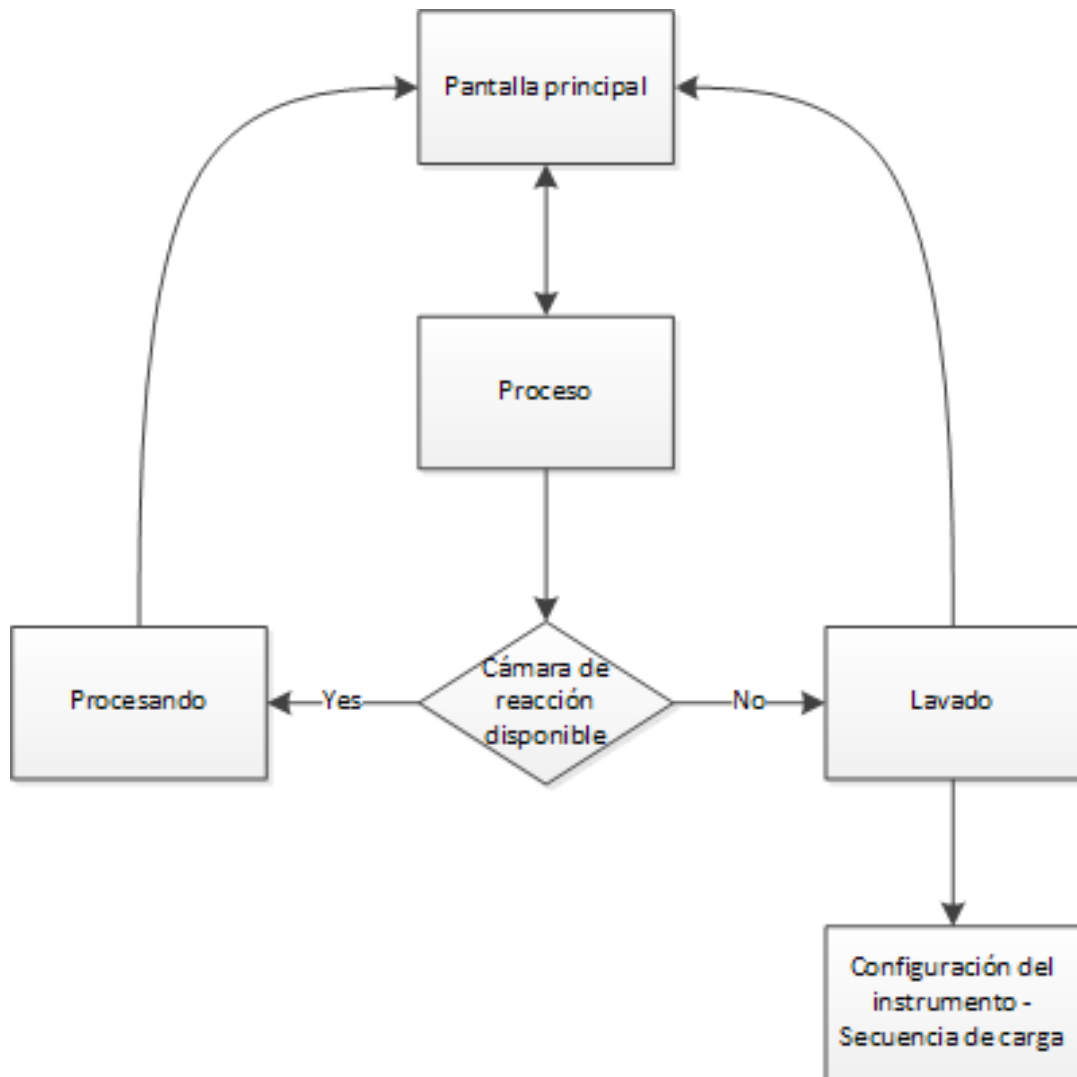 Pantalla principal
Proceso
Cámara de
reacción
disponible
Procesando
Yes
No
Lavado
Configuración del
instrumento -
Secuencia de carga